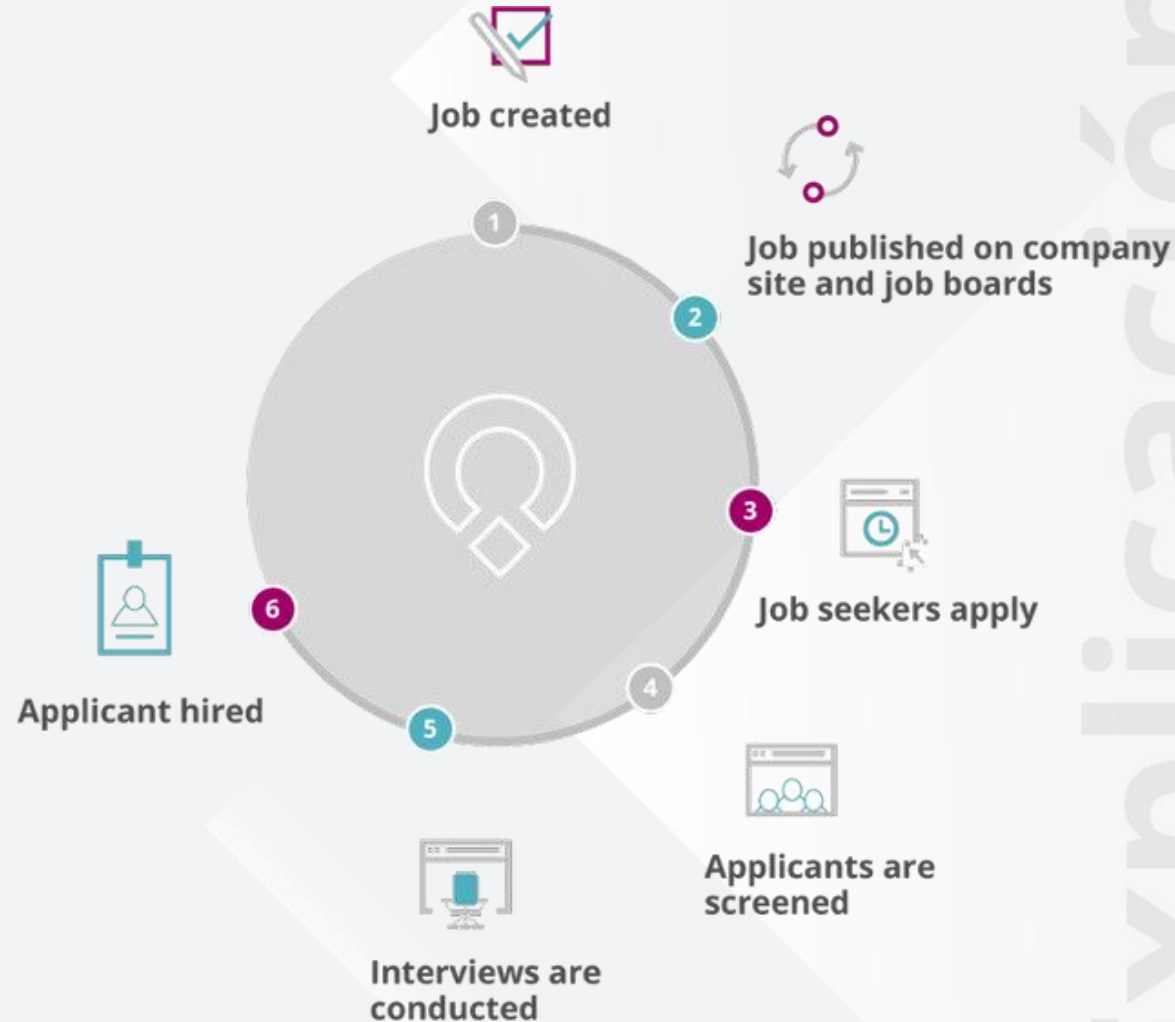 Job created
Job published on company
site and job boards
1
2
3
Job seekers apply
6
4
Applicant hired
5
Applicants are
screened
Interviews are
conducted